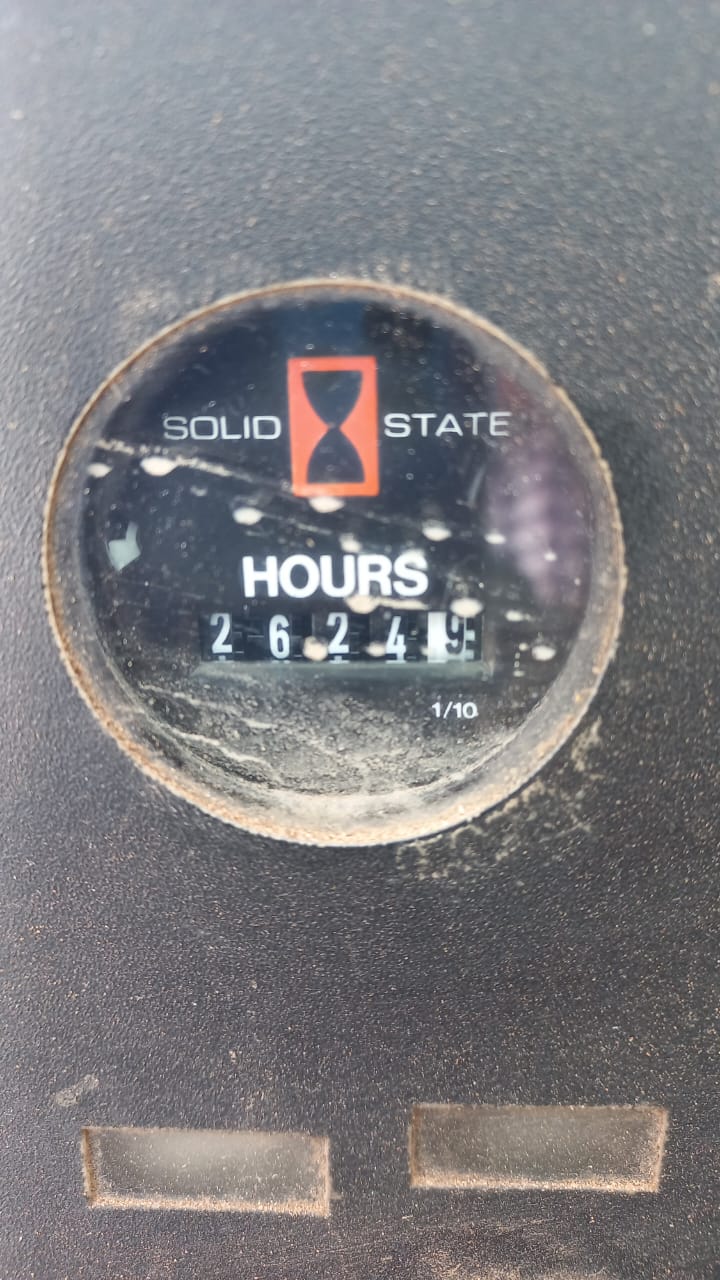 SOLID STATE
HOURS
26249
1/10